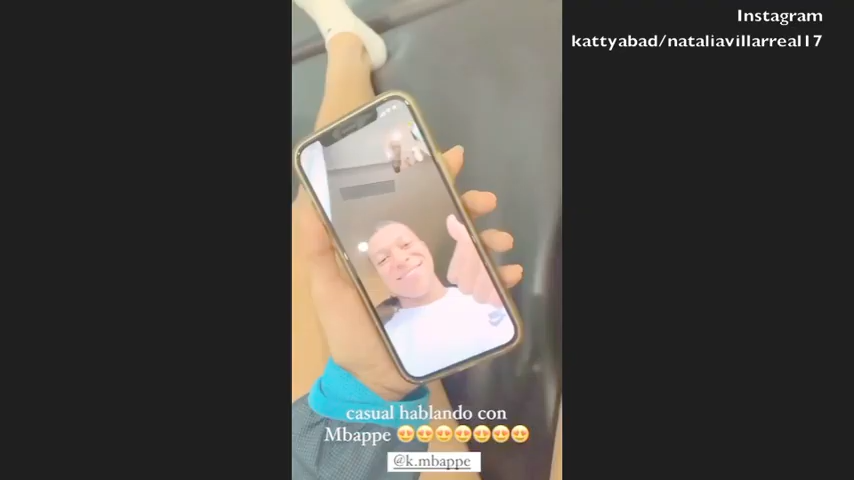 Instagram
kattyabad/nataliavillarreal17
casual hablando con
Mbappe 😍😍😍😍😍😍😍
@k.mbappe